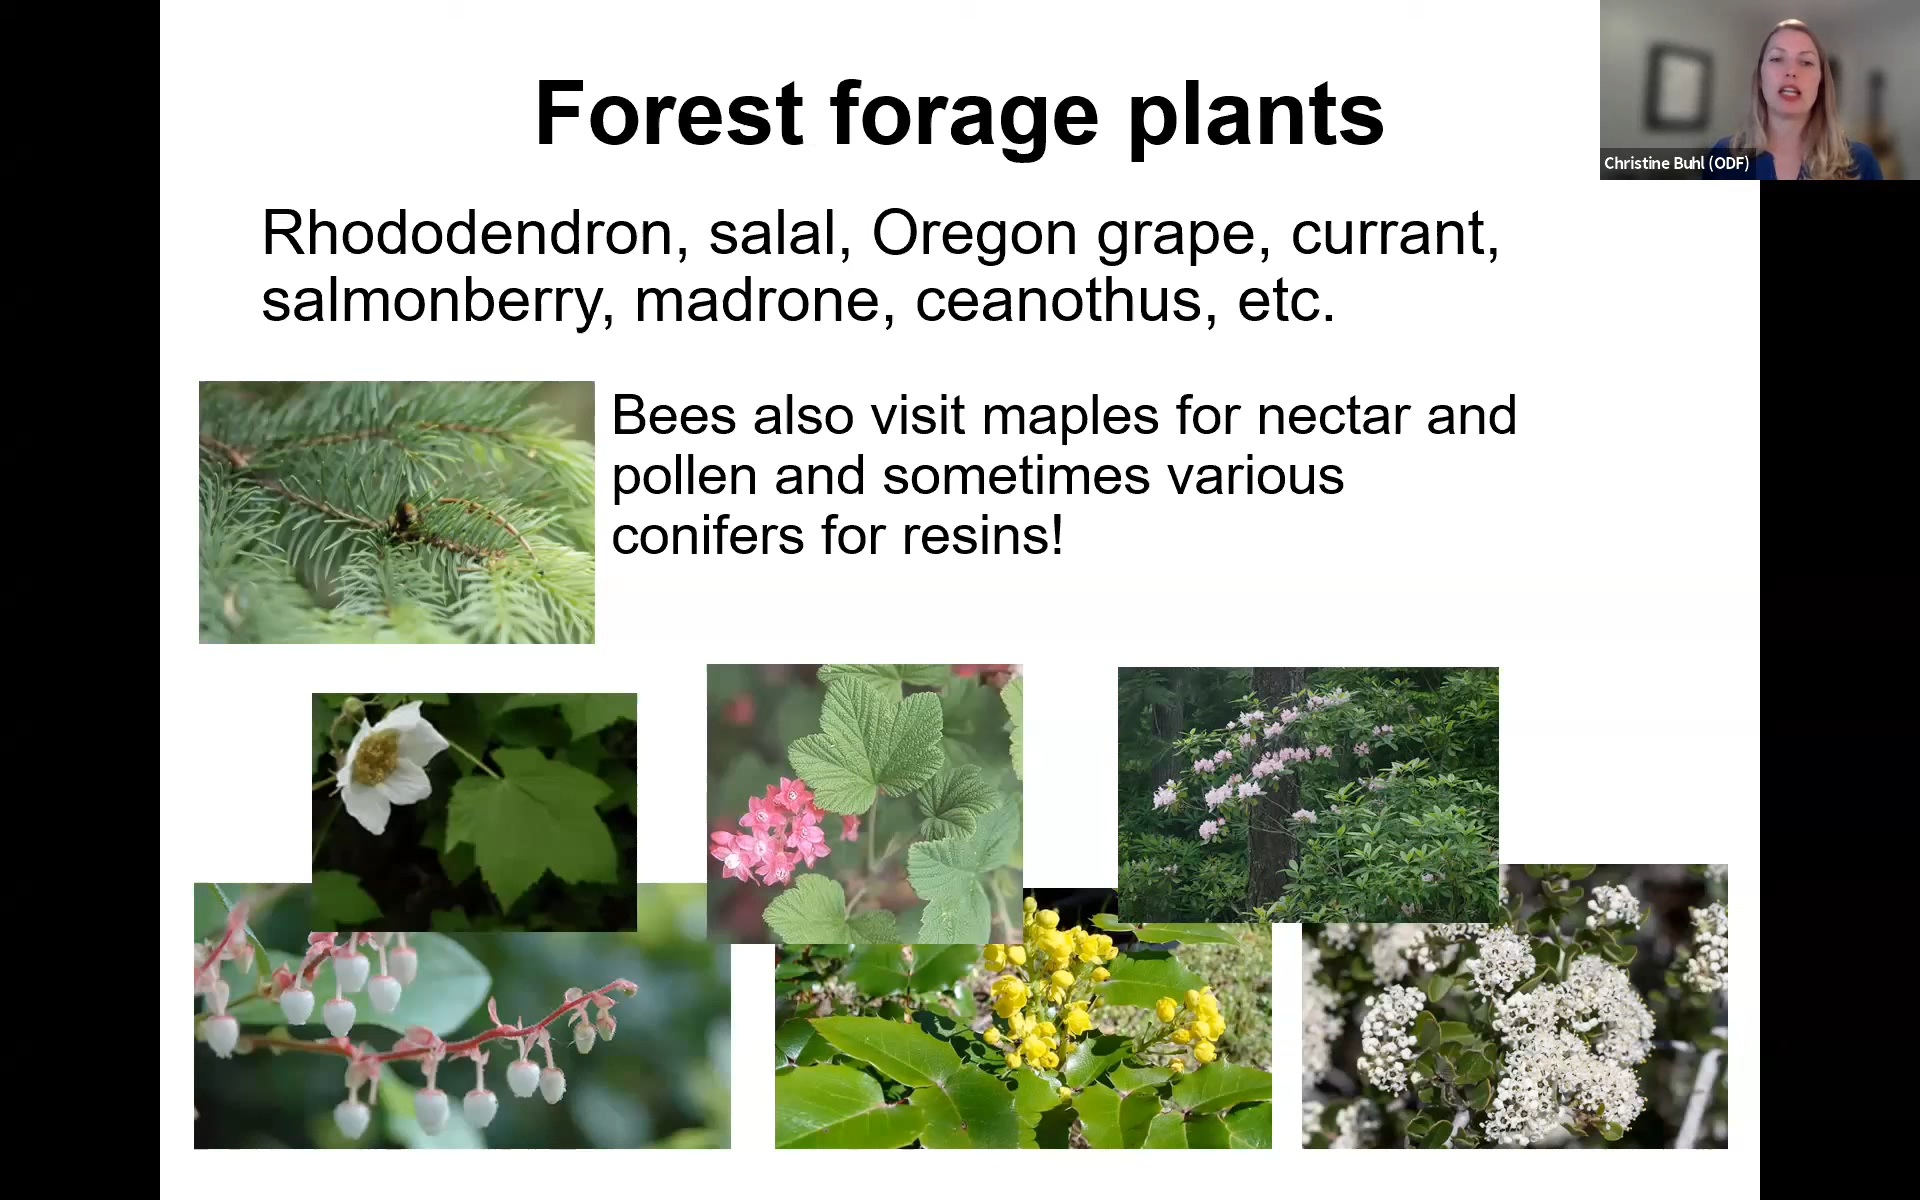 Forest forage plants
Christine Buhl (ODF)
Rhododendron, salal, Oregon grape, currant,
salmonberry, madrone, ceanothus, etc.
Bees also visit maples for nectar and
pollen and sometimes various
conifers for resins!